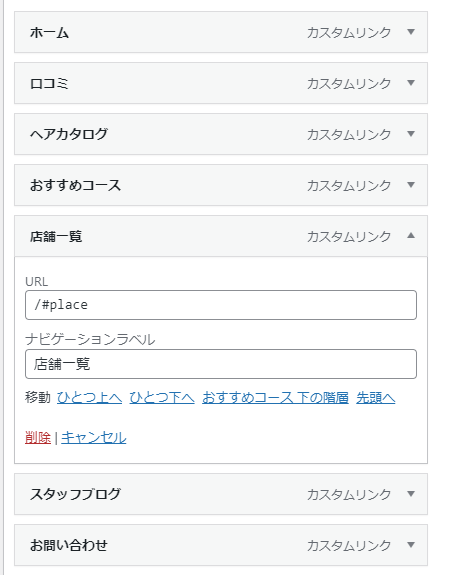 ホーム カスタムリンク ▼
口コミ カスタムリンク ▼
ヘアカタログ カスタムリンク ▼
おすすめコース カスタムリンク ▼
店舗一覧 カスタムリンク ▲
URL
/#place
ナビゲーションラベル
店舗一覧
移動 ひとつ上へ ひとつ下へ おすすめコース 下の階層 先頭へ
削除 | キャンセル
スタッフブログ カスタムリンク ▼
お問い合わせ カスタムリンク ▼